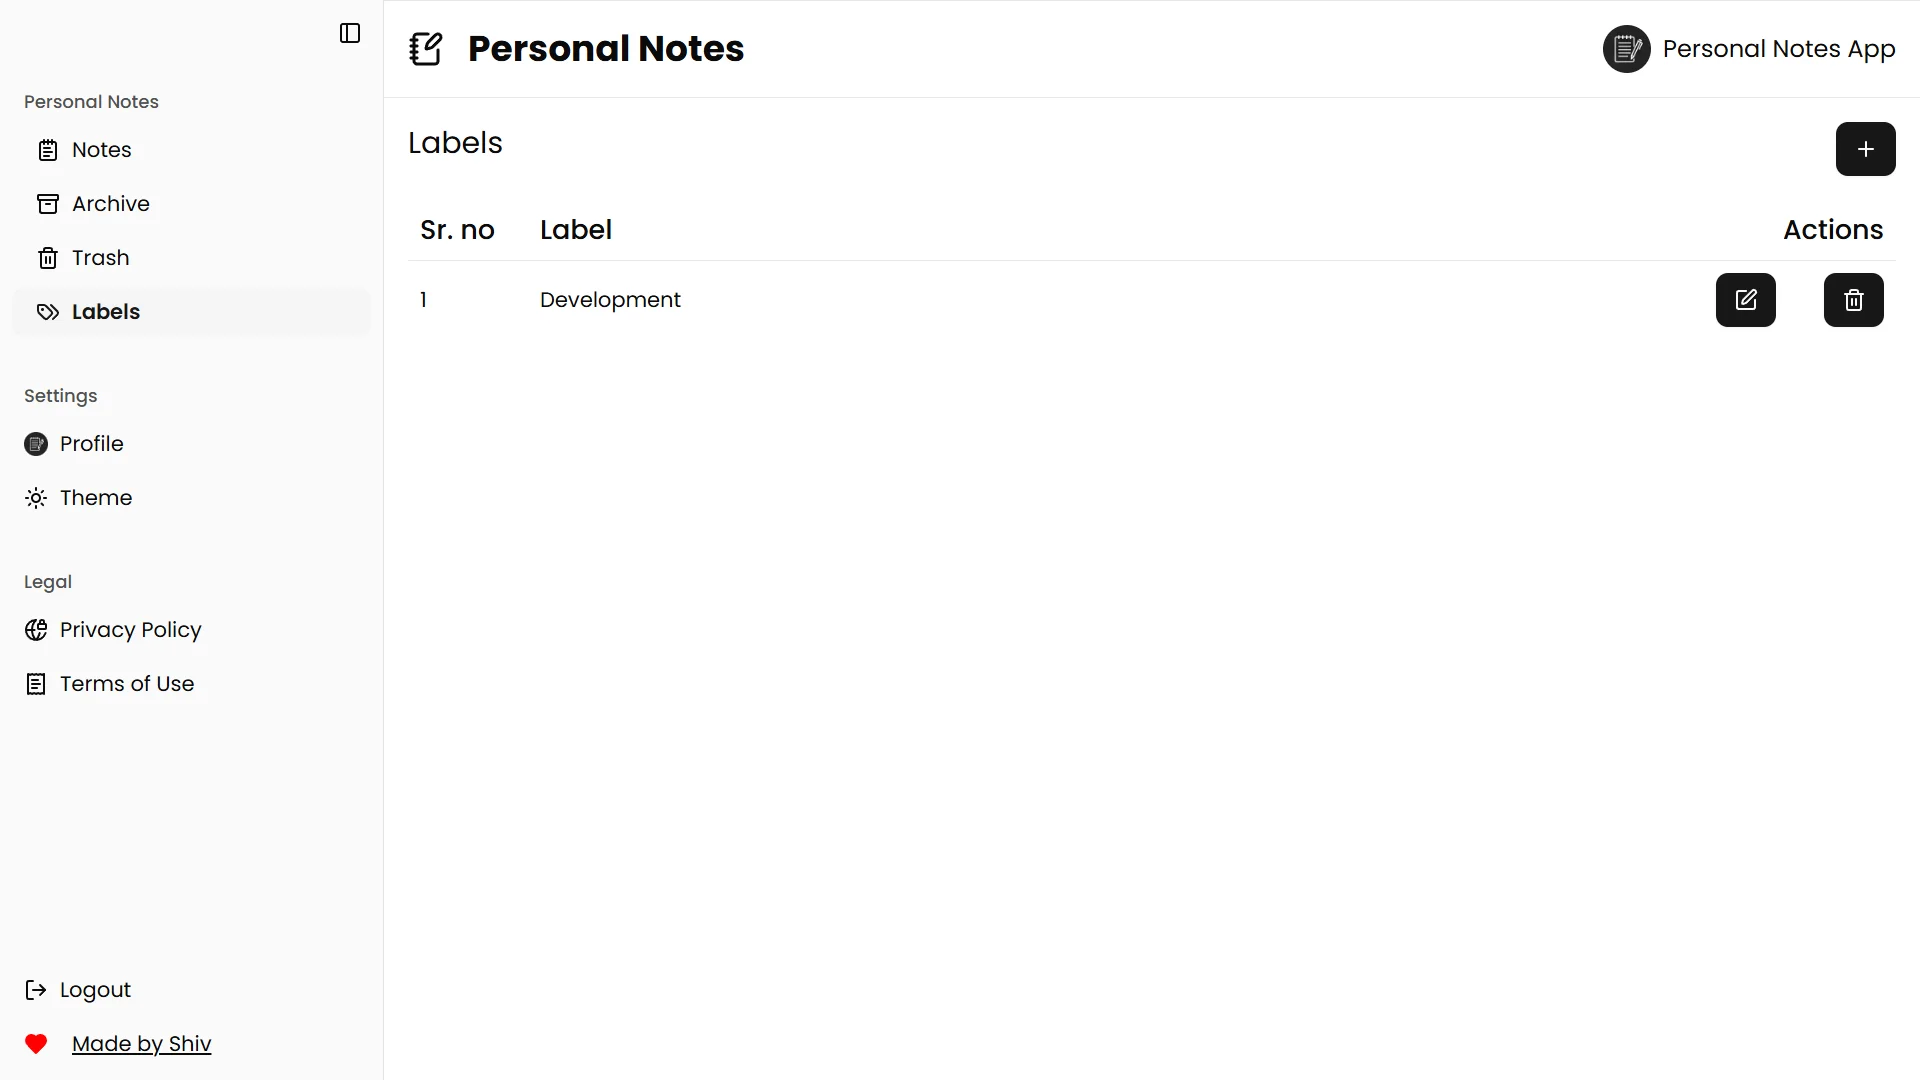 Personal Notes
Notes
Archive
Trash
Labels
Settings
Profile
Theme
Legal
Privacy Policy
Terms of Use
Logout
Made by Shiv
Personal Notes
Personal Notes App
Labels
Sr. no Label Actions
1 Development